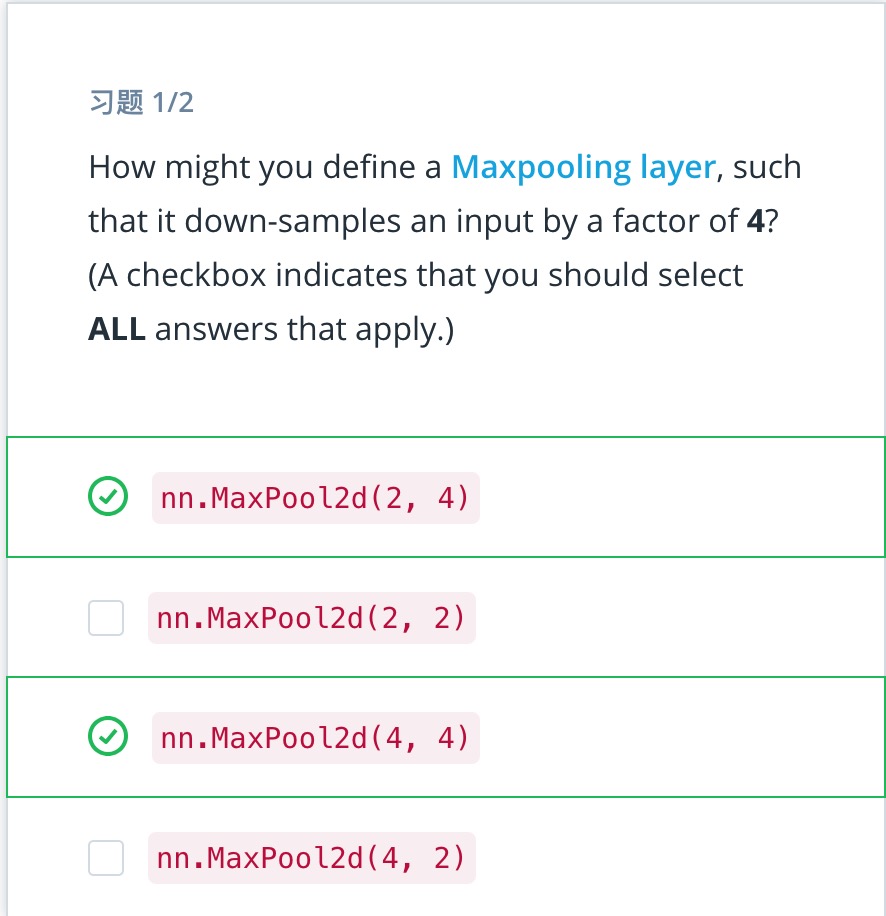 习题 1/2
How might you define a Maxpooling layer, such
that it down-samples an input by a factor of 4?
(A checkbox indicates that you should select
ALL answers that apply.)
nn.MaxPool2d(2, 4)
nn.MaxPool2d(2, 2)
nn.MaxPool2d(4, 4)
nn.MaxPool2d(4, 2)